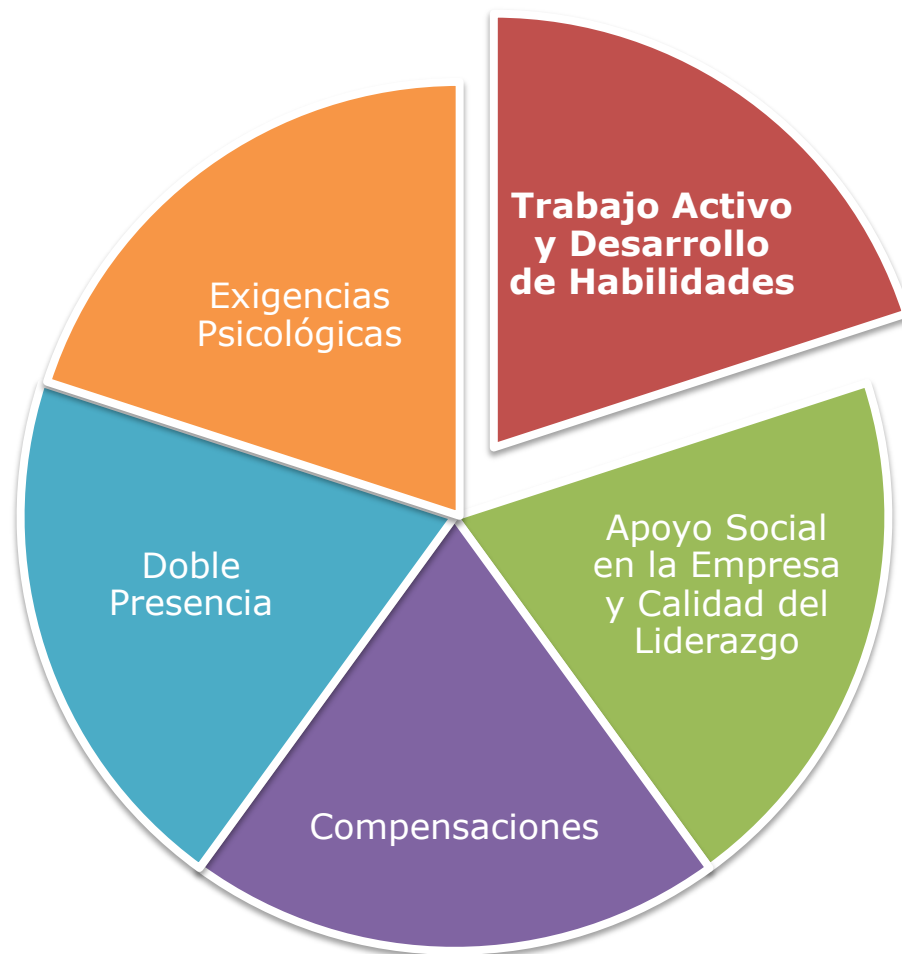 Trabajo Activo
y Desarrollo
de Habilidades
Exigencias
Psicológicas
Apoyo Social
en la Empresa
y Calidad del
Liderazgo
Doble
Presencia
Compensaciones